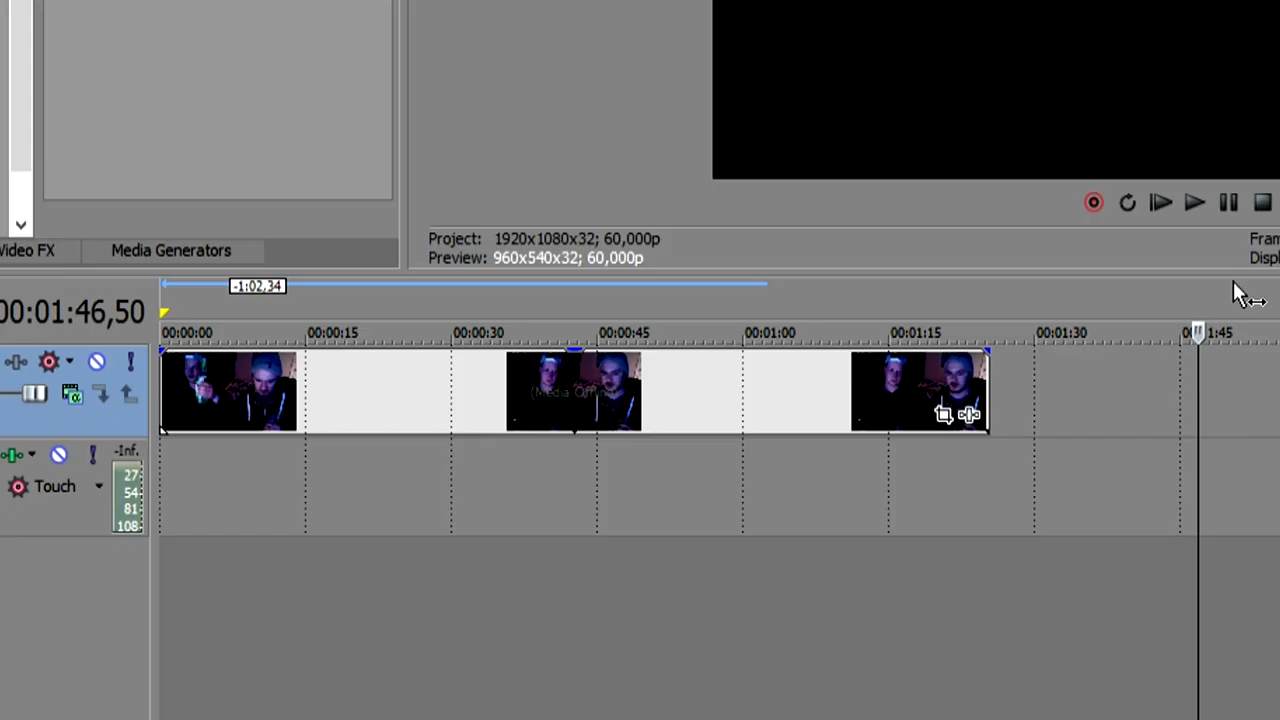 Video FX
Media Generators
Project: 1920x1080x32; 60,000p
Preview: 960x540x32; 60,000p
Fram
Displ
-1:02,34
00:01:46,50
00:00:00
00:00:15
00:00:30
00:00:45
00:01:00
00:01:15
00:01:30
1:45
(Media Offline)
-Inf.
27
54
81
108
Touch